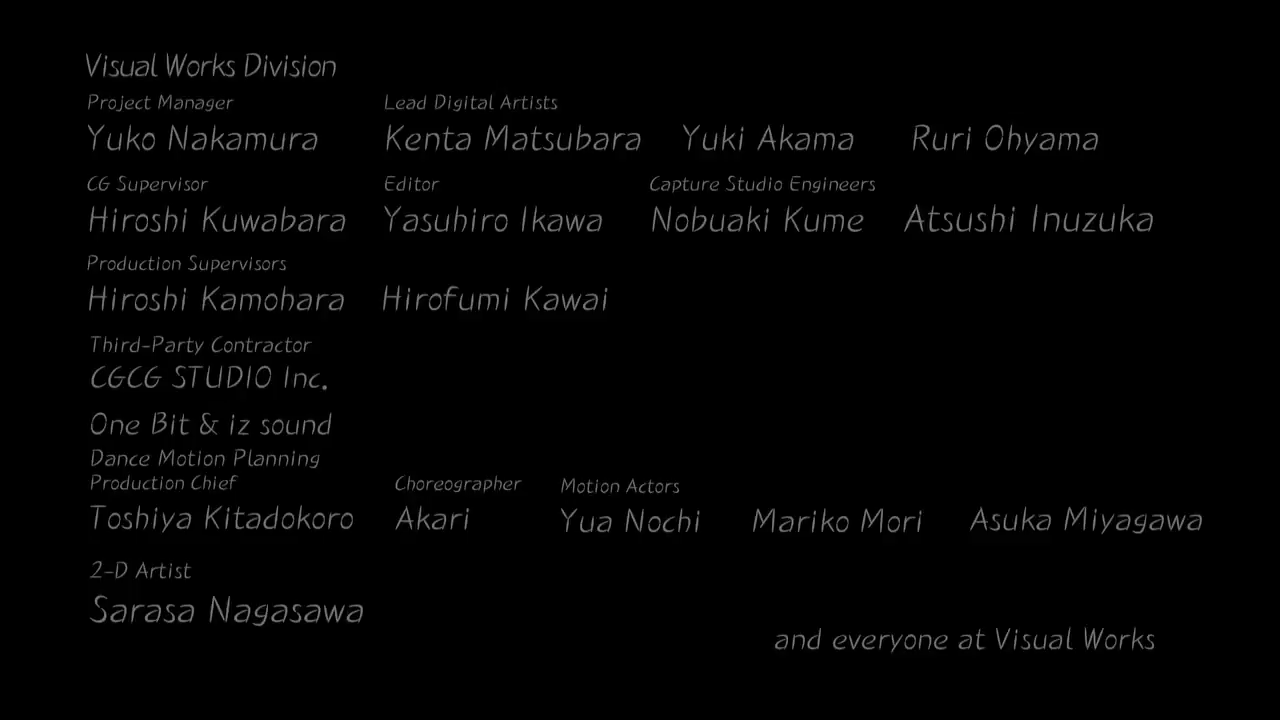 Visual Works Division
Project Manager Lead Digital Artists
Yuko Nakamura Kenta Matsubara Yuki Akama Ruri Ohyama
CG Supervisor Editor Capture Studio Engineers
Hiroshi Kuwabara Yasuhiro Ikawa Nobuaki Kume Atsushi Inuzuka
Production Supervisors
Hiroshi Kamohara Hirofumi Kawai
Third-Party Contractor
CGCG STUDIO Inc.
One Bit & iz sound
Dance Motion Planning
Production Chief Choreographer Motion Actors
Toshiya Kitadokoro Akari Yua Nochi Mariko Mori Asuka Miyagawa
2-D Artist
Sarasa Nagasawa
and everyone at Visual Works